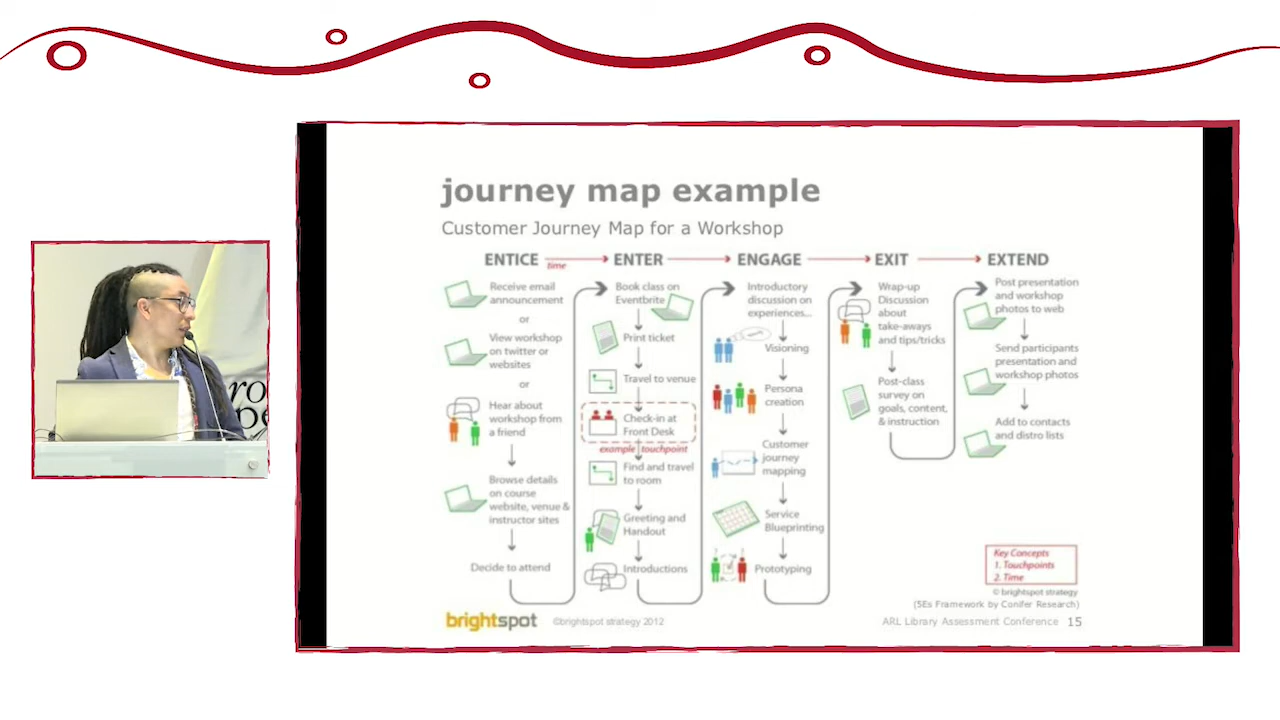 journey map example
Customer Journey Map for a Workshop
ENTICE
time
ENTER
ENGAGE
EXIT
EXTEND
Receive email
announcement
or
View workshop
on twitter or
websites
or
Hear about
workshop from
a friend
Browse details
on course
website, venue &
instructor sites
Decide to attend
Book class on
Eventbrite
Print ticket
Travel to venue
Check-in at
Front Desk
example touchpoint
Find and travel
to room
Greeting and
Handout
Introductions
Introductory
discussion on
experiences...
Visioning
Persona
creation
Customer
journey
mapping
Service
Blueprinting
Prototyping
Wrap-up
Discussion
about
take-aways
and tips/tricks
Post-class
survey on
goals, content,
& instruction
Post presentation
and workshop
photos to web
Send participants
presentation and
workshop photos
Add to contacts
and distro lists
Key Concepts
1. Touchpoints
2. Time
© brightspot strategy
(5Es Framework by Conifer Research)
brightspot ©brightspot strategy 2012
ARL Library Assessment Conference 15